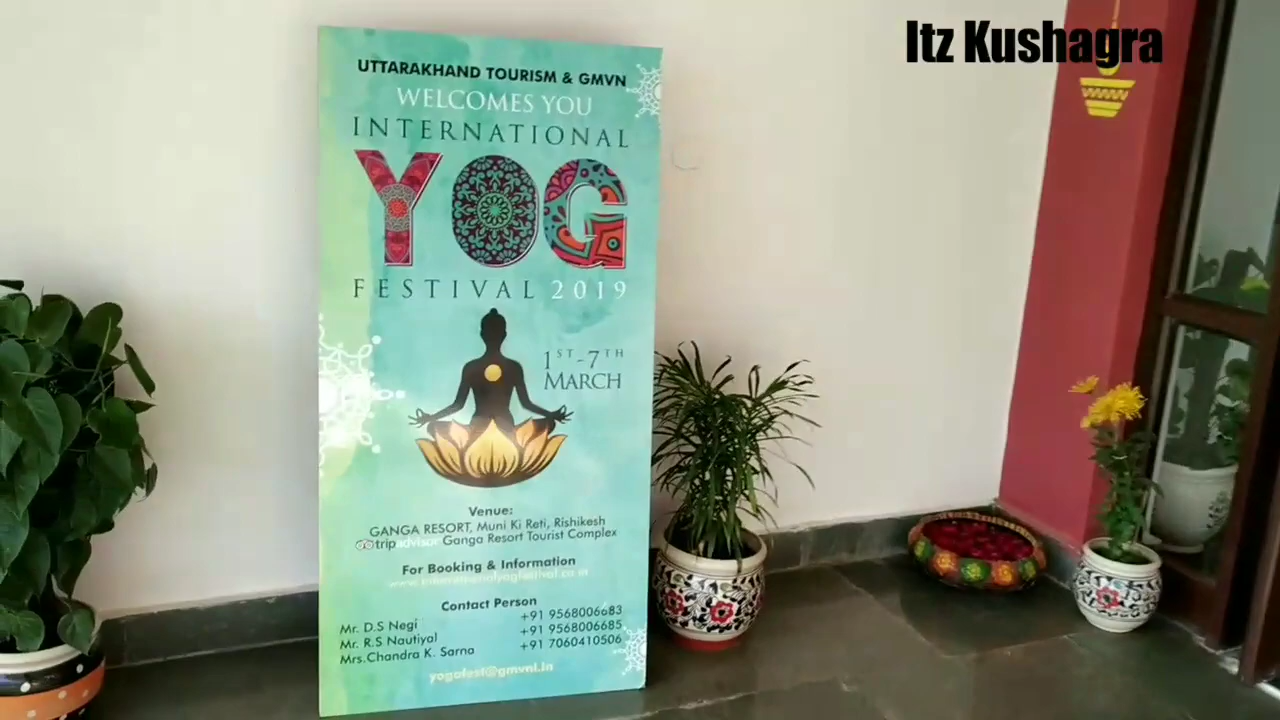 Itz Kushagra
UTTARAKHAND TOURISM & GMVN
WELCOMES YOU
INTERNATIONAL
YOG
FESTIVAL 2019
1ST-7TH
MARCH
Venue:
GANGA RESORT, Muni Ki Reti, Rishikesh
tripadvisor Ganga Resort Tourist Complex
For Booking & Information
Contact Person
Mr. D.S Negi +91 9568006683
Mr. R.S Nautiyal +91 9568006685
Mrs.Chandra K. Sarna +91 7060410506
yogafest@gmvnl.in